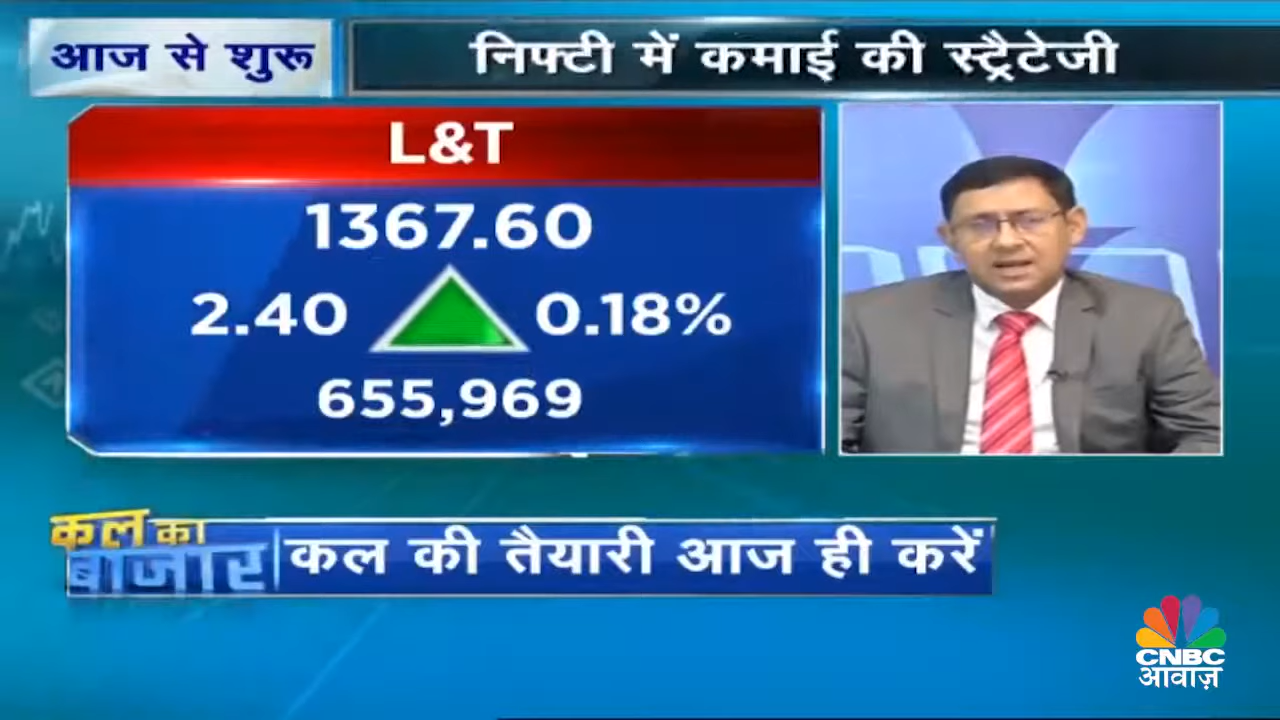 आज से शुरू
निफ्टी में कमाई की स्ट्रैटेजी
L&T
1367.60
2.40 0.18%
655,969
कल का
बाजार
कल की तैयारी आज ही करें
CNBC
आवाज़